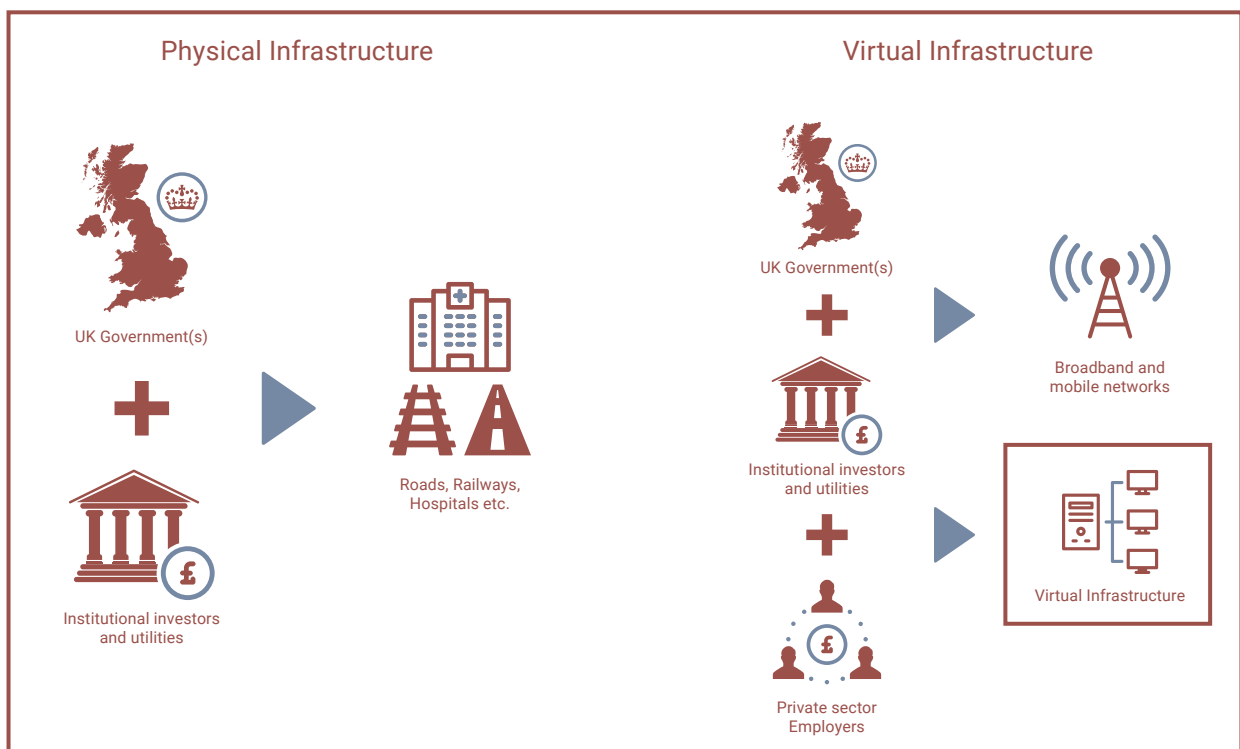 Physical Infrastructure
UK Government(s)
£
Institutional investors
and utilities
Roads, Railways,
Hospitals etc.
Virtual Infrastructure
UK Government(s)
£
Institutional investors
and utilities
£
Private sector
Employers
Broadband and
mobile networks
Virtual Infrastructure